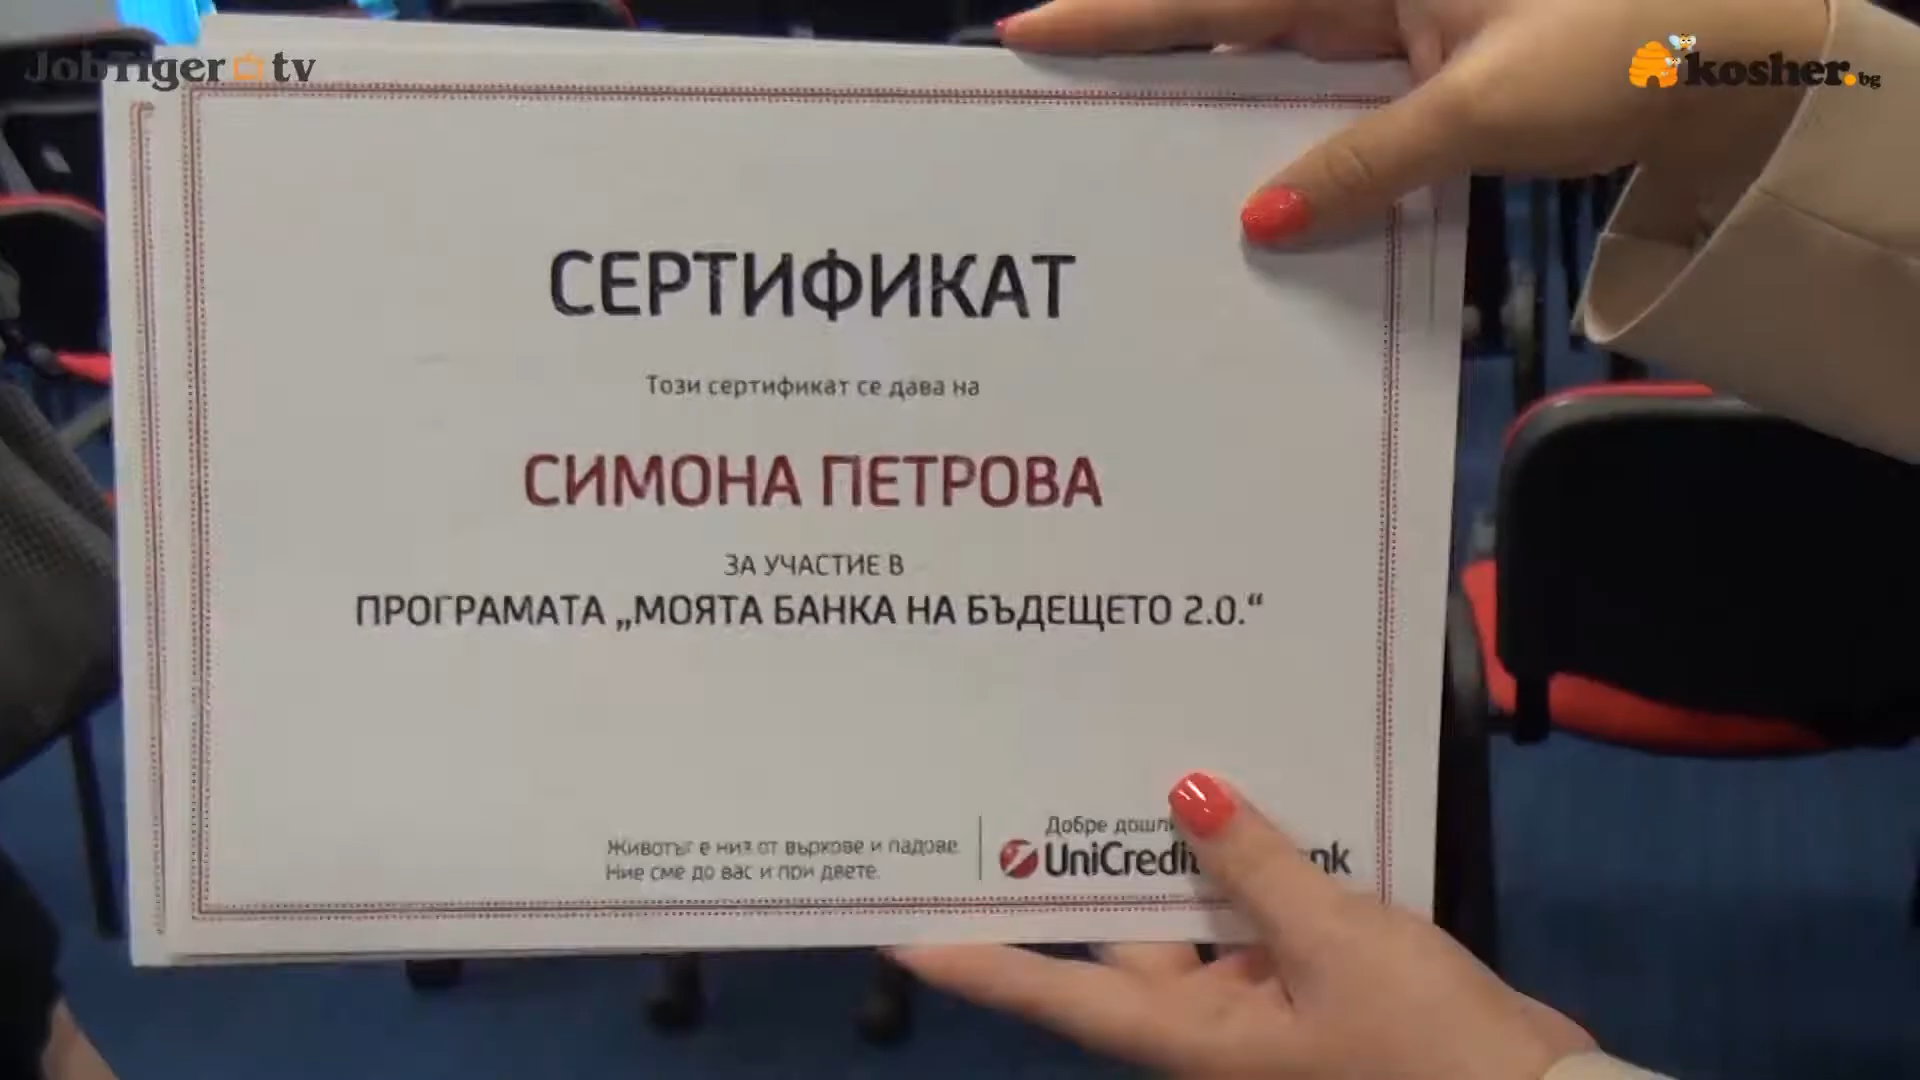 JobTiger tv
kosher.bg
СЕРТИФИКАТ
Този сертификат се дава на
СИМОНА ПЕТРОВА
ЗА УЧАСТИЕ В
ПРОГРАМАТА „МОЯТА БАНКА НА БЪДЕЩЕТО 2.0.“
Животът е низ от върхове и падове.
Ние сме до вас и при двете.
Добре дошли
UniCredit